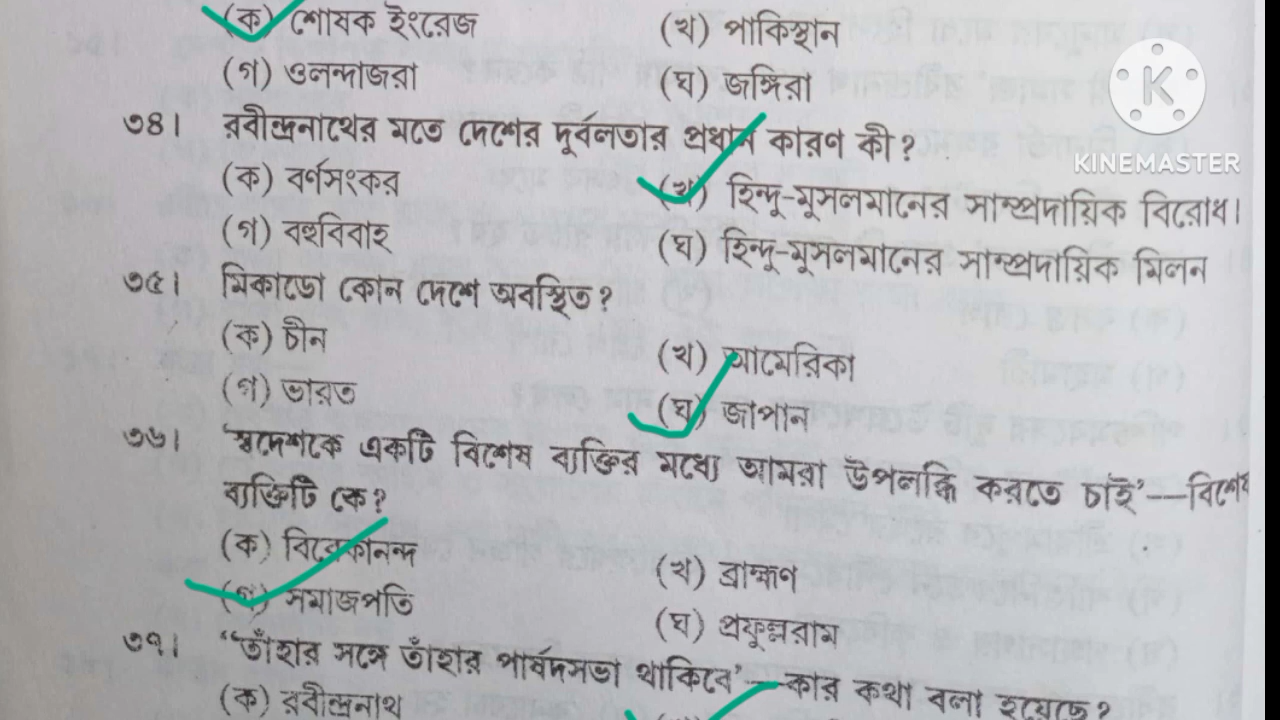 (ক) শোষক ইংরেজ (খ) পাকিস্থান
(গ) ওলন্দাজরা (ঘ) জঙ্গিরা
৩৪। রবীন্দ্রনাথের মতে দেশের দুর্বলতার প্রধান কারণ কী?
(ক) বর্ণসংকর (খ) হিন্দু-মুসলমানের সাম্প্রদায়িক বিরোধ।
(গ) বহুবিবাহ (ঘ) হিন্দু-মুসলমানের সাম্প্রদায়িক মিলন
৩৫। মিকাডো কোন দেশে অবস্থিত?
(ক) চীন (খ) আমেরিকা
(গ) ভারত (ঘ) জাপান
৩৬। 'স্বদেশকে একটি বিশেষ ব্যক্তির মধ্যে আমরা উপলব্ধি করতে চাই'—বিশেষ
ব্যক্তিটি কে?
(ক) বিবেকানন্দ (খ) ব্রাহ্মণ
(গ) সমাজপতি (ঘ) প্রফুল্লরাম
৩৭। "তাঁহার সঙ্গে তাঁহার পার্ষদসভা থাকিবে'—কার কথা বলা হয়েছে?
(ক) রবীন্দ্রনাথ
K
KINEMASTER